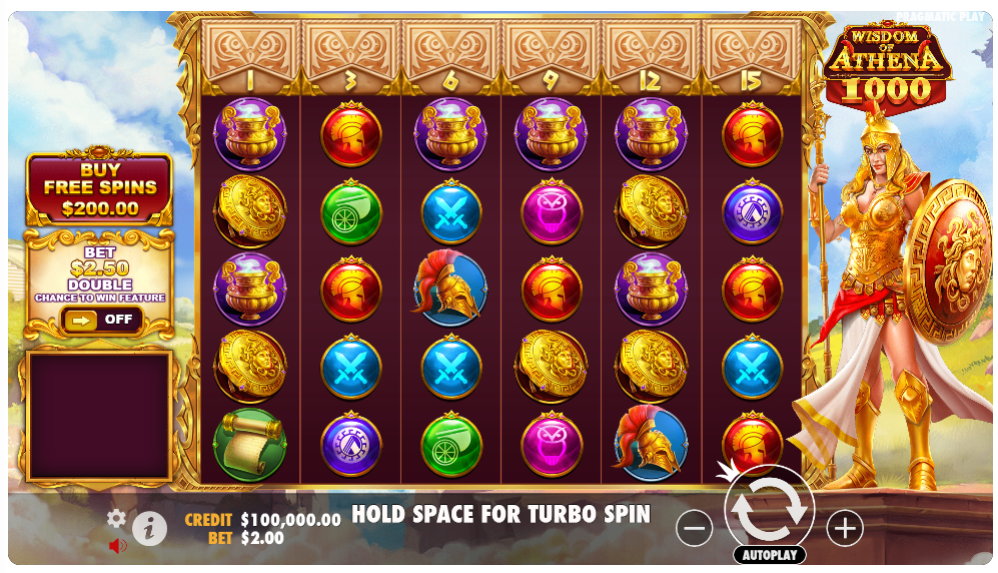 PRAGMATIC PLAY
WISDOM
OF
ATHENA
1000
1 3 6 9 12 15
BUY
FREE SPINS
$200.00
BET
$2.50
DOUBLE
CHANCE TO WIN FEATURE
OFF
CREDIT $100,000.00
BET $2.00
HOLD SPACE FOR TURBO SPIN
AUTOPLAY